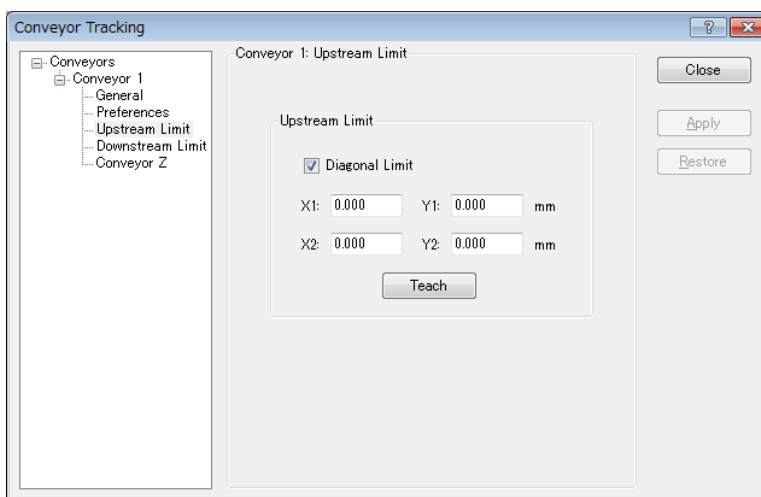 Conveyor Tracking
Conveyors
Conveyor 1
General
Preferences
Upstream Limit
Downstream Limit
Conveyor Z
Conveyor 1: Upstream Limit
Upstream Limit
Diagonal Limit
X1: 0.000 Y1: 0.000 mm
X2: 0.000 Y2: 0.000 mm
Teach
Close
Apply
Restore